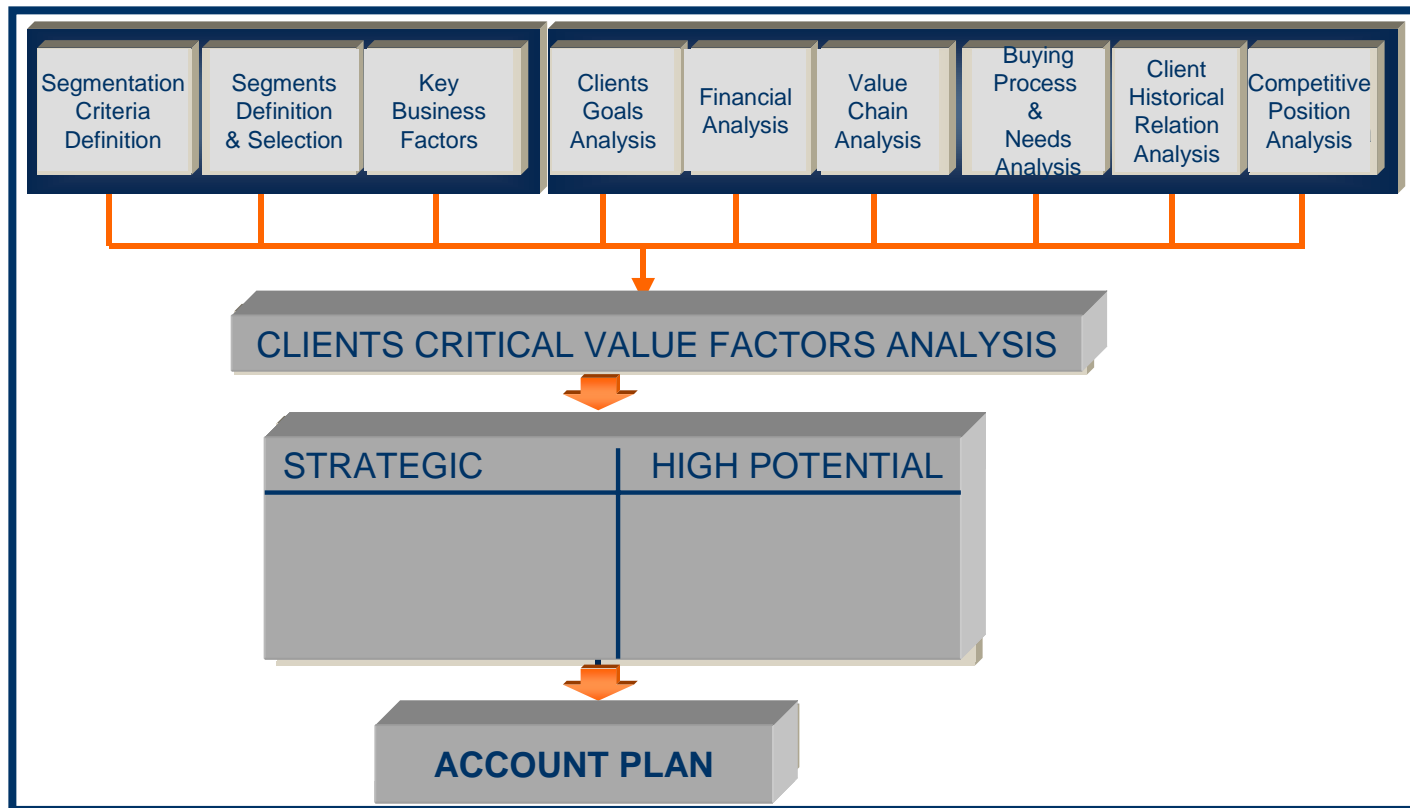 Segmentation
Criteria
Definition
Segments
Definition
& Selection
Key
Business
Factors
Clients
Goals
Analysis
Financial
Analysis
Value
Chain
Analysis
Buying
Process
&
Needs
Analysis
Client
Historical
Relation
Analysis
Competitive
Position
Analysis
CLIENTS CRITICAL VALUE FACTORS ANALYSIS
STRATEGIC
HIGH POTENTIAL
ACCOUNT PLAN